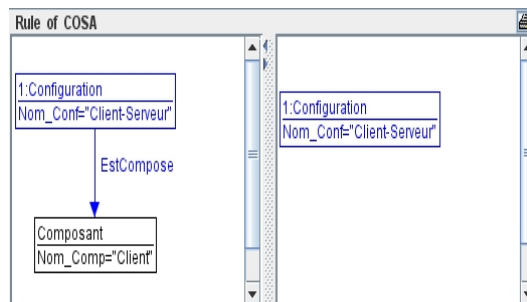 Rule of COSA
1:Configuration
Nom_Conf="Client-Serveur"
EstCompose
Composant
Nom_Comp="Client"
1:Configuration
Nom_Conf="Client-Serveur"